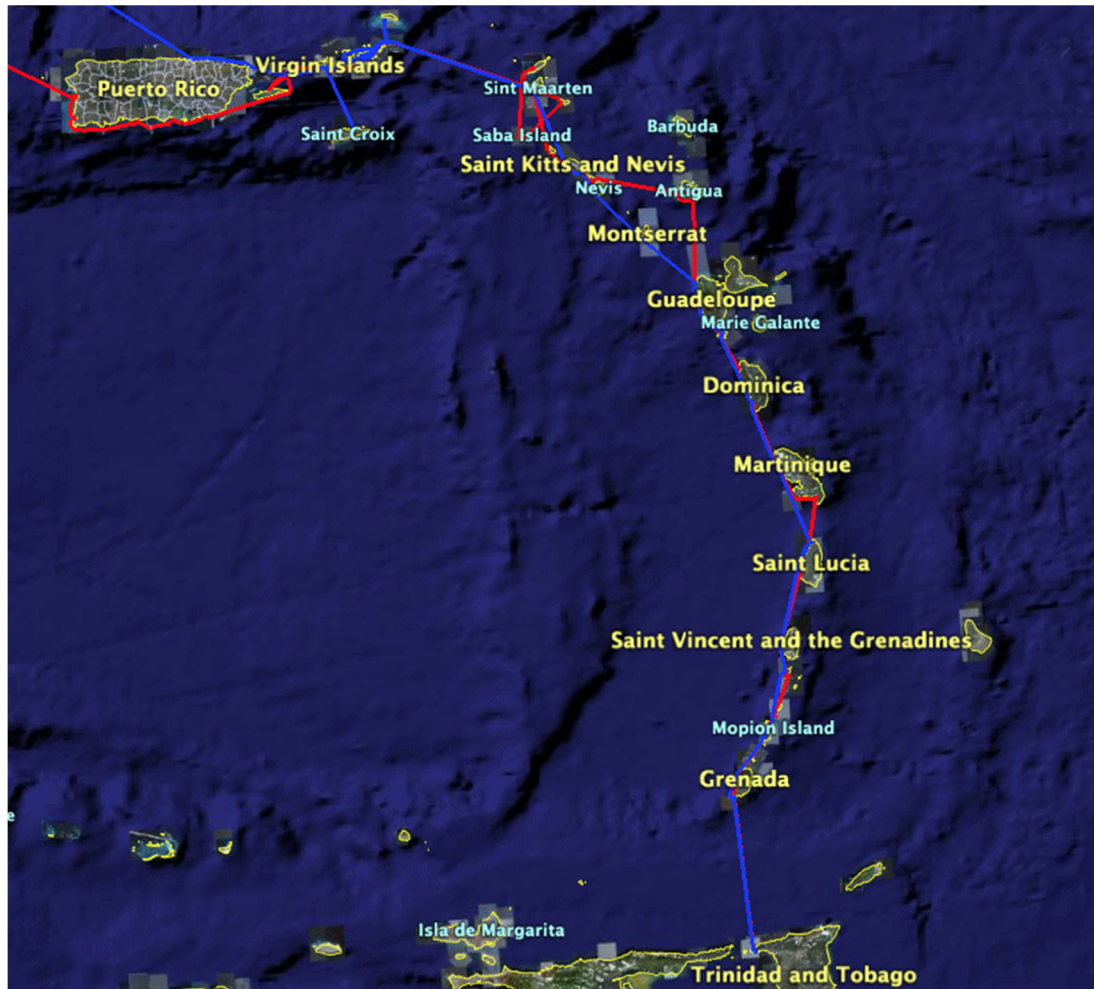 Virgin Islands
Puerto Rico
Sint Maarten
Saint Croix
Saba Island
Barbuda
Saint Kitts and Nevis
Nevis
Antigua
Montserrat
Guadeloupe
Marie Galante
Dominica
Martinique
Saint Lucia
Saint Vincent and the Grenadines
Mopion Island
Grenada
e
Isla de Margarita
Trinidad and Tobago